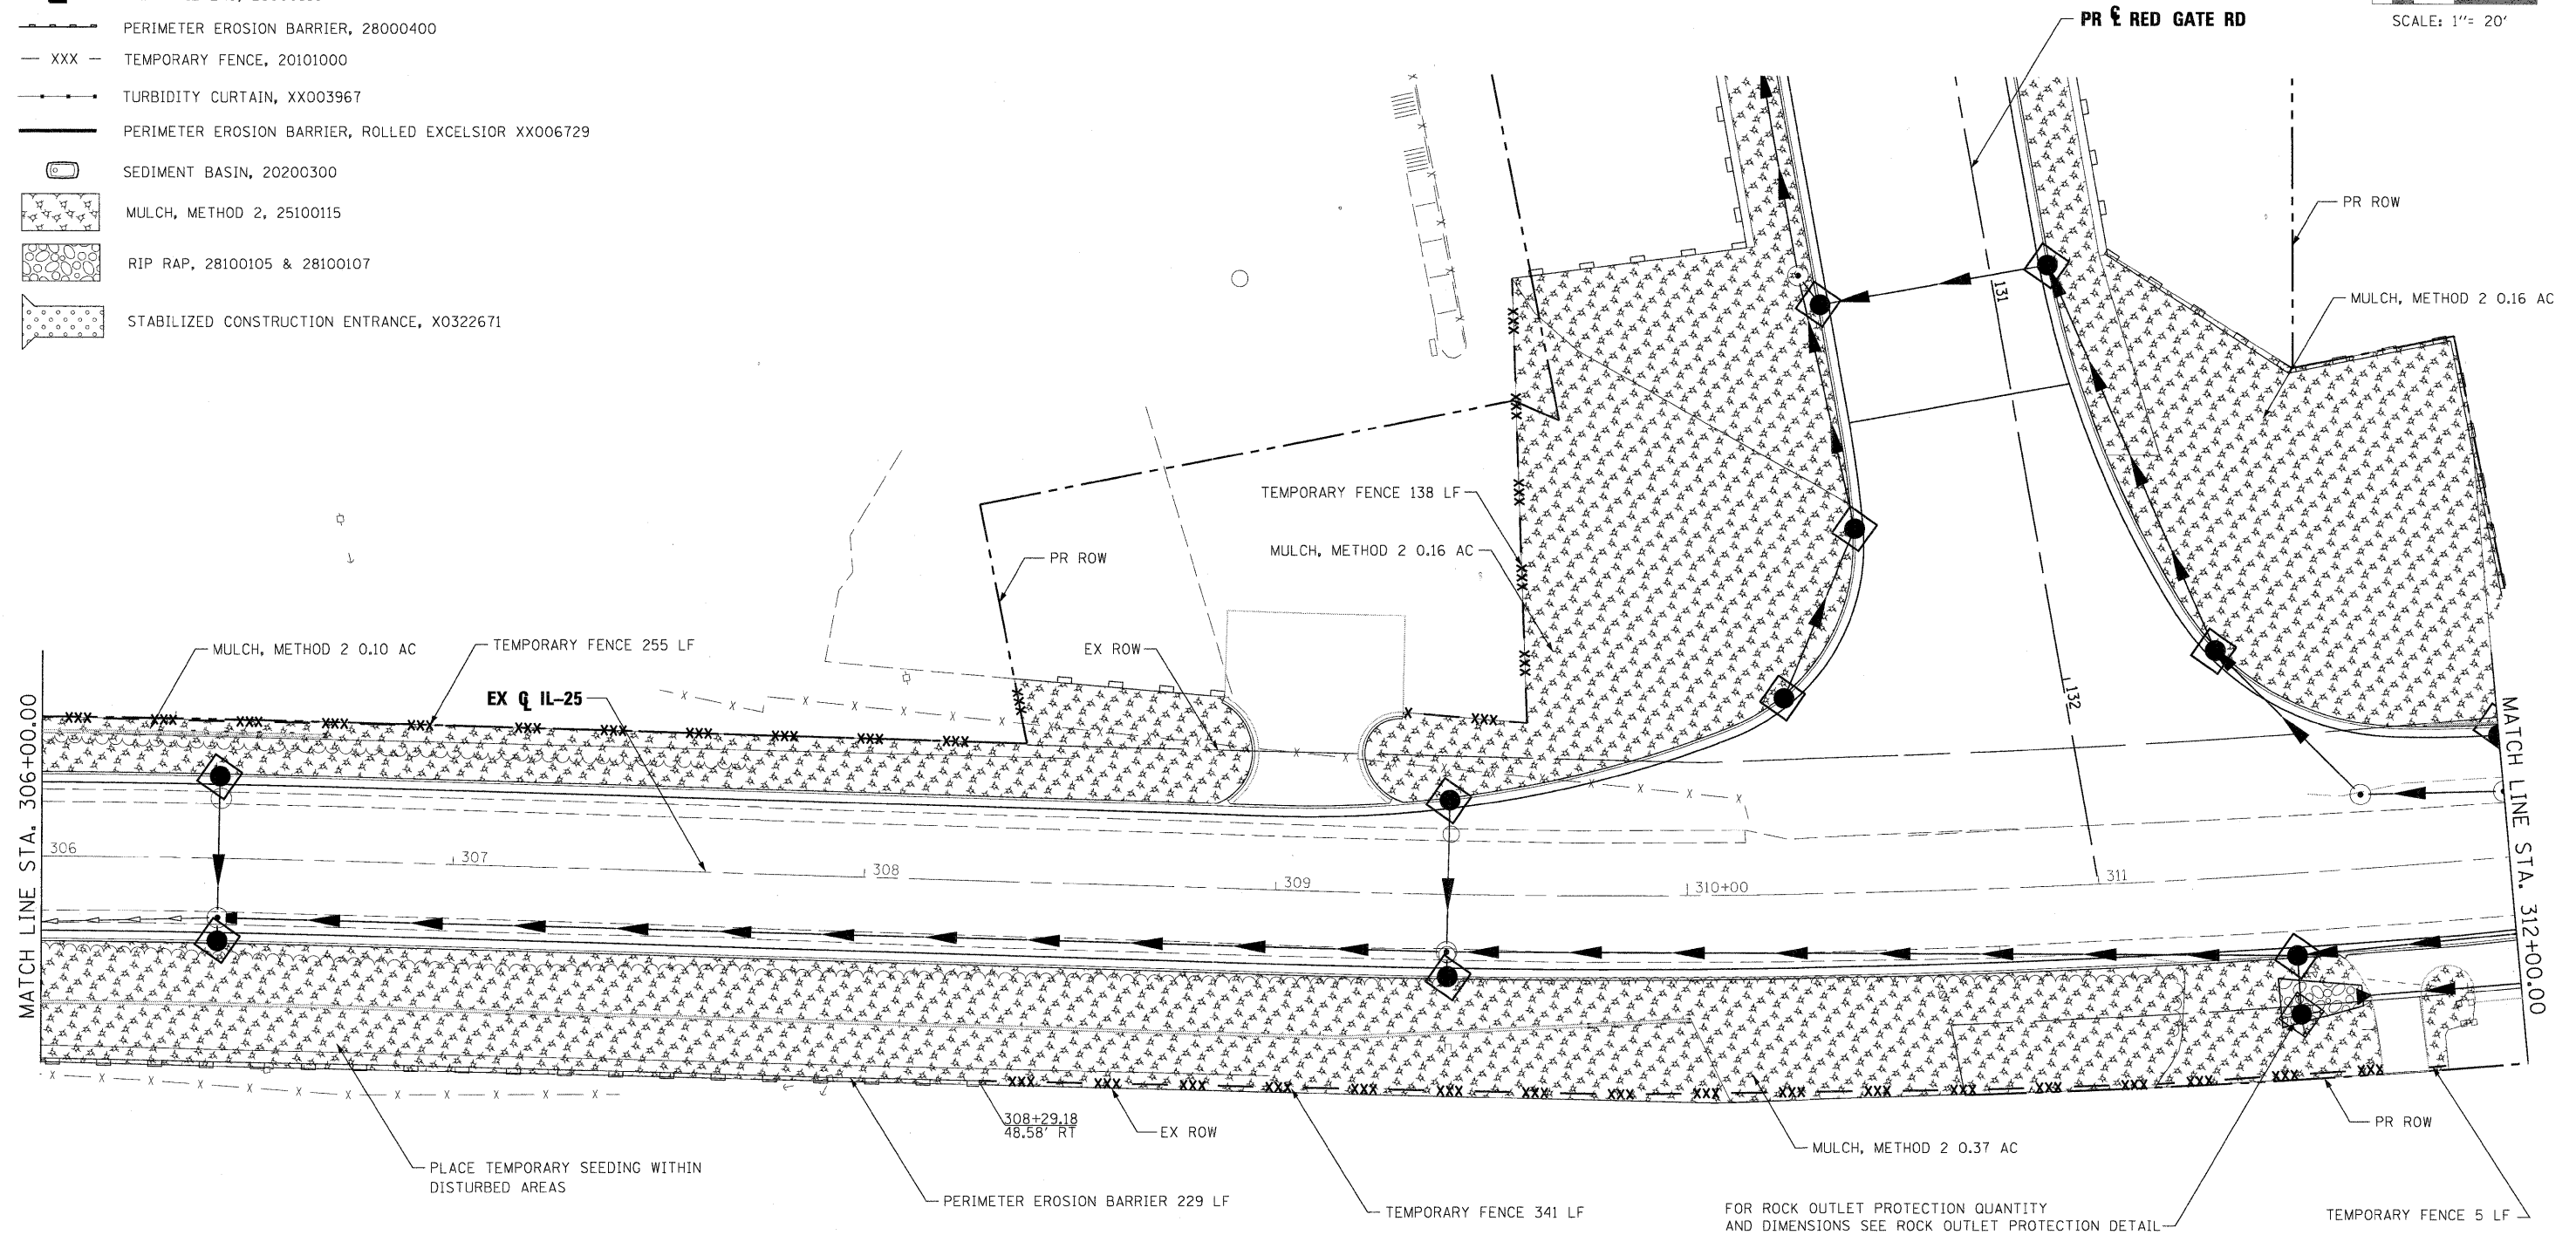 PERIMETER EROSION BARRIER, 28000400
— XXX — TEMPORARY FENCE, 20101000
TURBIDITY CURTAIN, XX003967
PERIMETER EROSION BARRIER, ROLLED EXCELSIOR XX006729
SEDIMENT BASIN, 20200300
MULCH, METHOD 2, 25100115
RIP RAP, 28100105 & 28100107
STABILIZED CONSTRUCTION ENTRANCE, X0322671
PR ℄ RED GATE RD
SCALE: 1"= 20'
PR ROW
131
MULCH, METHOD 2 0.16 AC
TEMPORARY FENCE 138 LF
MULCH, METHOD 2 0.16 AC
PR ROW
MULCH, METHOD 2 0.10 AC
TEMPORARY FENCE 255 LF
EX ROW
EX ℄ IL-25
132
MATCH LINE STA. 306+00.00
MATCH LINE STA. 312+00.00
306
307
308
309
310+00
311
308+29.18
48.58' RT
EX ROW
PR ROW
MULCH, METHOD 2 0.37 AC
PLACE TEMPORARY SEEDING WITHIN
DISTURBED AREAS
PERIMETER EROSION BARRIER 229 LF
TEMPORARY FENCE 341 LF
FOR ROCK OUTLET PROTECTION QUANTITY
AND DIMENSIONS SEE ROCK OUTLET PROTECTION DETAIL
TEMPORARY FENCE 5 LF